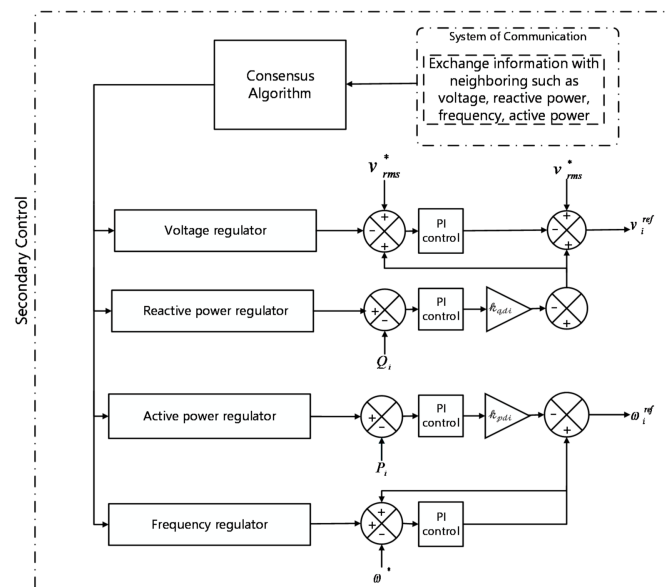 System of Communication
Exchange information with
neighboring such as
voltage, reactive power,
frequency, active power
Consensus
Algorithm
Secondary Control
v*rms
v*rms
Voltage regulator
PI
control
v_i^ref
Reactive power regulator
PI
control
k_qdi
Q_i
Active power regulator
PI
control
k_pdi
ω_i^ref
P_i
Frequency regulator
PI
control
ω*